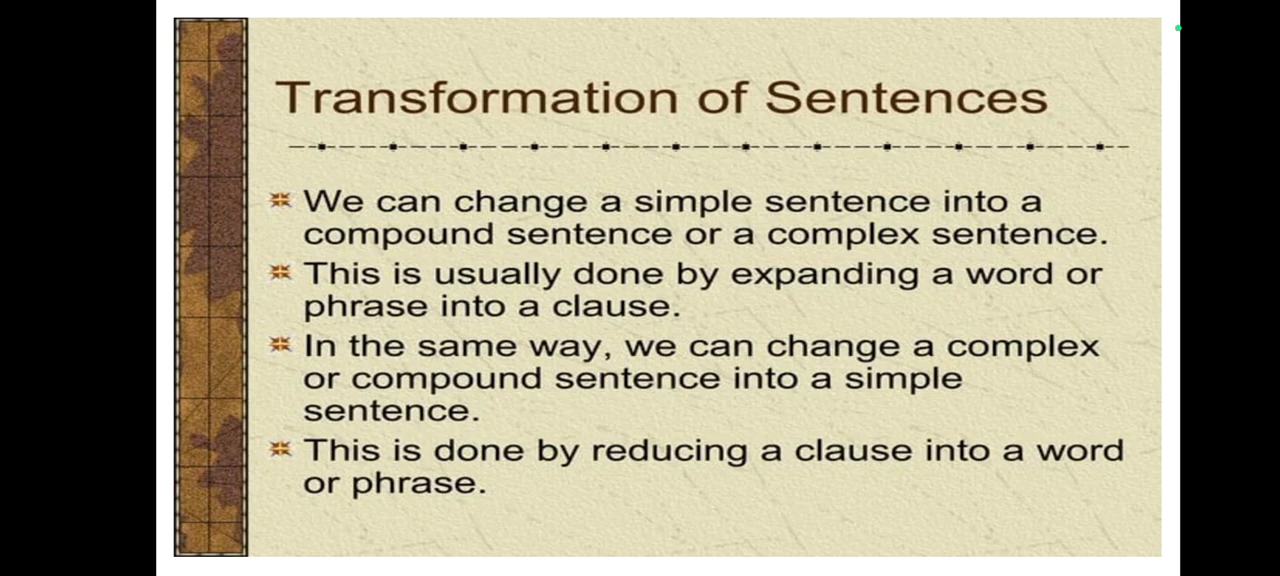 Transformation of Sentences
We can change a simple sentence into a
compound sentence or a complex sentence.
This is usually done by expanding a word or
phrase into a clause.
In the same way, we can change a complex
or compound sentence into a simple
sentence.
This is done by reducing a clause into a word
or phrase.